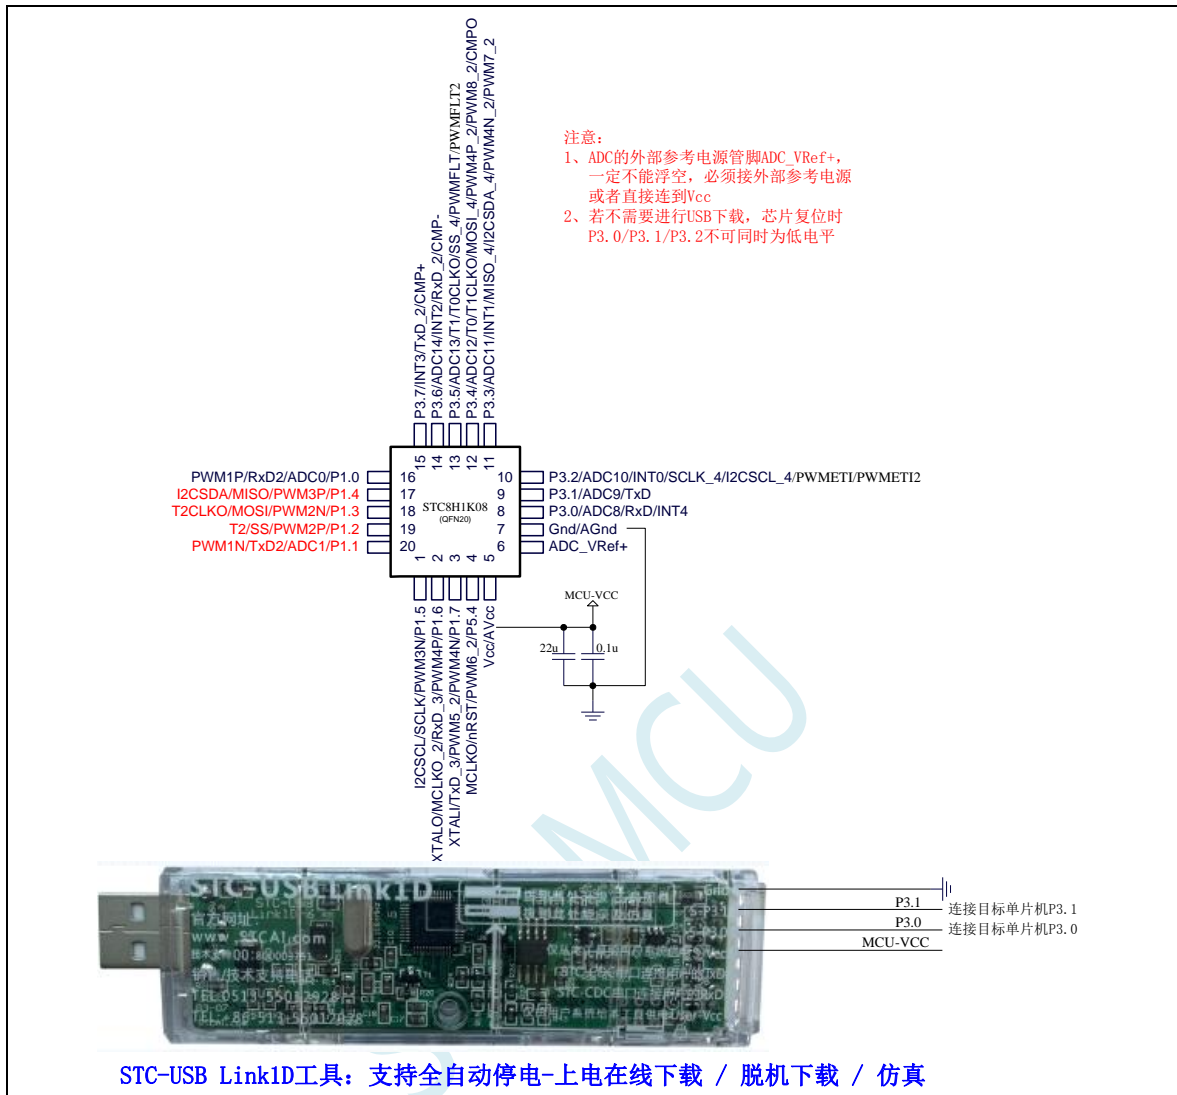 P3.7/INT3/TxD_2/CMP+
P3.6/ADC14/INT2/RxD_2/CMP-
P3.5/ADC13/T1/T0CLKO/SS_4/PWMFLT/PWMFLT2
P3.4/ADC12/T0/T1CLKO/MOSI_4/PWM4P_2/PWM8_2/CMPO
P3.3/ADC11/INT1/MISO_4/I2CSDA_4/PWM4N_2/PWM7_2
注意：
1、ADC的外部参考电源管脚ADC_VRef+，
一定不能浮空，必须接外部参考电源
或者直接连到Vcc
2、若不需要进行USB下载，芯片复位时
P3.0/P3.1/P3.2不可同时为低电平
15 14 13 12 11
PWM1P/RxD2/ADC0/P1.0 16
I2CSDA/MISO/PWM3P/P1.4 17
T2CLKO/MOSI/PWM2N/P1.3 18
T2/SS/PWM2P/P1.2 19
PWM1N/TxD2/ADC1/P1.1 20
STC8H1K08
(QFN20)
10 P3.2/ADC10/INT0/SCLK_4/I2CSCL_4/PWMETI/PWMETI2
9 P3.1/ADC9/TxD
8 P3.0/ADC8/RxD/INT4
7 Gnd/AGnd
6 ADC_VRef+
1 2 3 4 5
I2CSCL/SCLK/PWM3N/P1.5
XTALO/MCLKO_2/RxD_3/PWM4P/P1.6
XTALI/TxD_3/PWM5_2/PWM4N/P1.7
MCLKO/nRST/PWM6_2/P5.4
Vcc/AVcc
MCU-VCC
22u
0.1u
MCU
STC-USB Link1D
官方网址
www.STCAI.com
Gnd
P3.1
连接目标单片机P3.1
P3.0
连接目标单片机P3.0
MCU-VCC
STC-USB Link1D工具：支持全自动停电-上电在线下载 / 脱机下载 / 仿真